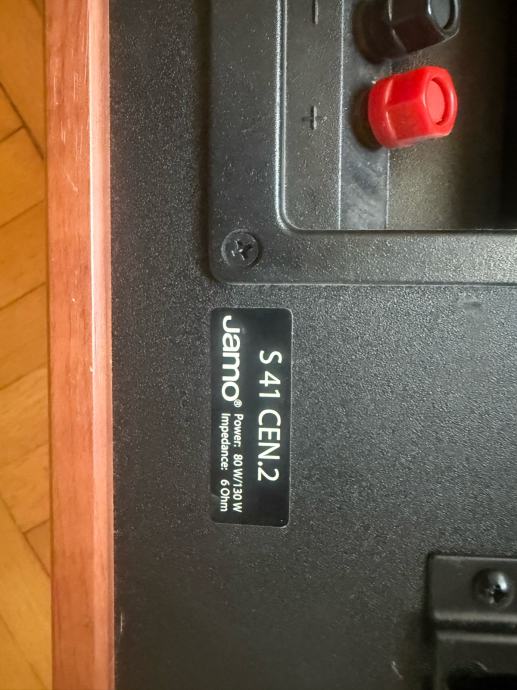 S 41 CEN.2
Jamo® Power: 80 W/130 W
Impedance: 6 Ohm
−
+